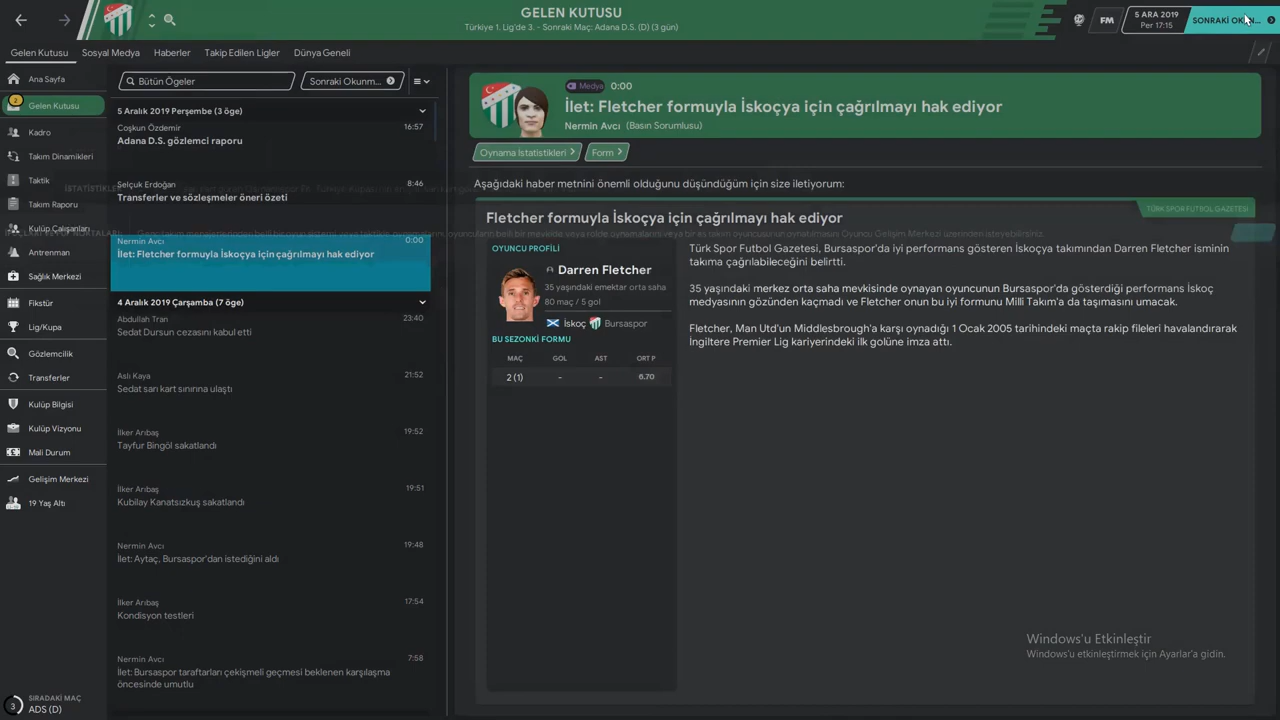 GELEN KUTUSU
Türkiye 1. Lig'de 3. - Sonraki Maç: Adana D.S. (D) (3 gün)
FM
5 ARA 2019
Per 17:15
SONRAKİ OKUN...
Gelen Kutusu
Sosyal Medya
Haberler
Takip Edilen Ligler
Dünya Geneli
Ana Sayfa
2
Gelen Kutusu
Kadro
Takım Dinamikleri
Taktik
Takım Raporu
Kulüp Çalışanları
Antrenman
Sağlık Merkezi
Fikstür
Lig/Kupa
Gözlemcilik
Transferler
Kulüp Bilgisi
Kulüp Vizyonu
Mali Durum
Gelişim Merkezi
19 Yaş Altı
3
SIRADAKİ MAÇ
ADS (D)
Bütün Ögeler
Sonraki Okunm...
5 Aralık 2019 Perşembe (3 öge)
Coşkun Özdemir 16:57
Adana D.S. gözlemci raporu
Selçuk Erdoğan 8:46
Transferler ve sözleşmeler öneri özeti
Nermin Avcı 0:00
İlet: Fletcher formuyla İskoçya için çağrılmayı hak ediyor
4 Aralık 2019 Çarşamba (7 öge)
Abdullah Tran 23:40
Sedat Dursun cezasını kabul etti
Aslı Kaya 21:52
Sedat sarı kart sınırına ulaştı
İlker Arıbaş 19:52
Tayfur Bingöl sakatlandı
İlker Arıbaş 19:51
Kubilay Kanatsızkuş sakatlandı
Nermin Avcı 19:48
İlet: Aytaç, Bursaspor'dan istediğini aldı
İlker Arıbaş 17:54
Kondisyon testleri
Nermin Avcı 7:58
İlet: Bursaspor taraftarları çekişmeli geçmesi beklenen karşılaşma
öncesinde umutlu
Medya 0:00
İlet: Fletcher formuyla İskoçya için çağrılmayı hak ediyor
Nermin Avcı (Basın Sorumlusu)
Oynama İstatistikleri
Form
Aşağıdaki haber metnini önemli olduğunu düşündüğüm için size iletiyorum:
TÜRK SPOR FUTBOL GAZETESİ
Fletcher formuyla İskoçya için çağrılmayı hak ediyor
OYUNCU PROFİLİ
Darren Fletcher
35 yaşındaki emektar orta saha
80 maç / 5 gol
İskoç Bursaspor
BU SEZONKİ FORMU
MAÇ GOL AST ORT P
2 (1) - - 6.70
Türk Spor Futbol Gazetesi, Bursaspor'da iyi performans gösteren İskoçya takımından Darren Fletcher isminin
takıma çağrılabileceğini belirtti.
35 yaşındaki merkez orta saha mevkisinde oynayan oyuncunun Bursaspor'da gösterdiği performans İskoç
medyasının gözünden kaçmadı ve Fletcher onun bu iyi formunu Milli Takım'a da taşımasını umacak.
Fletcher, Man Utd'un Middlesbrough'a karşı oynadığı 1 Ocak 2005 tarihindeki maçta rakip fileleri havalandırarak
İngiltere Premier Lig kariyerindeki ilk golüne imza attı.
Windows'u Etkinleştir
Windows'u etkinleştirmek için Ayarlar'a gidin.